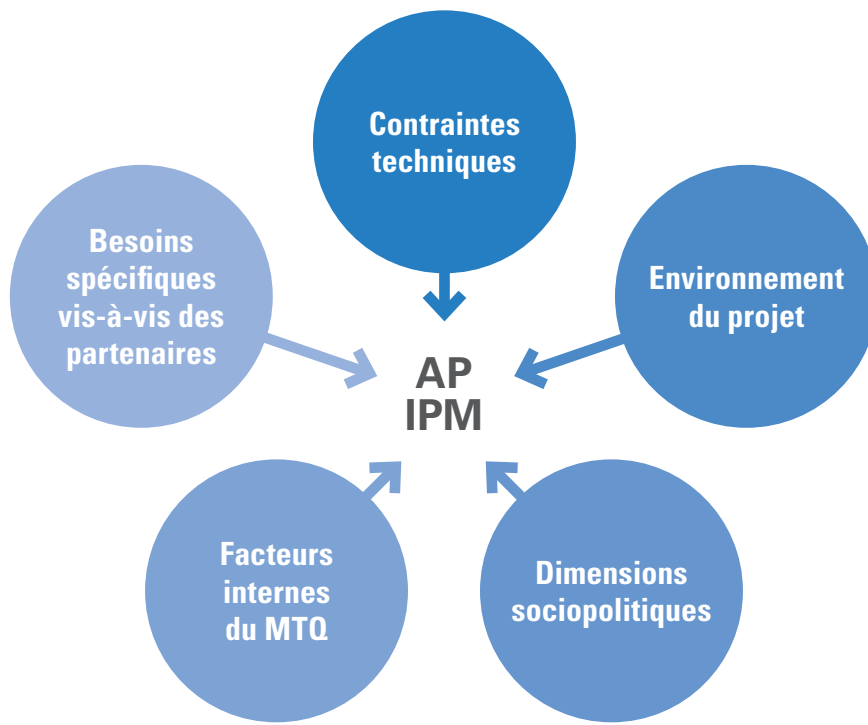 Contraintes
techniques
Besoins
spécifiques
vis-à-vis des
partenaires
Environnement
du projet
AP
IPM
Facteurs
internes
du MTQ
Dimensions
sociopolitiques